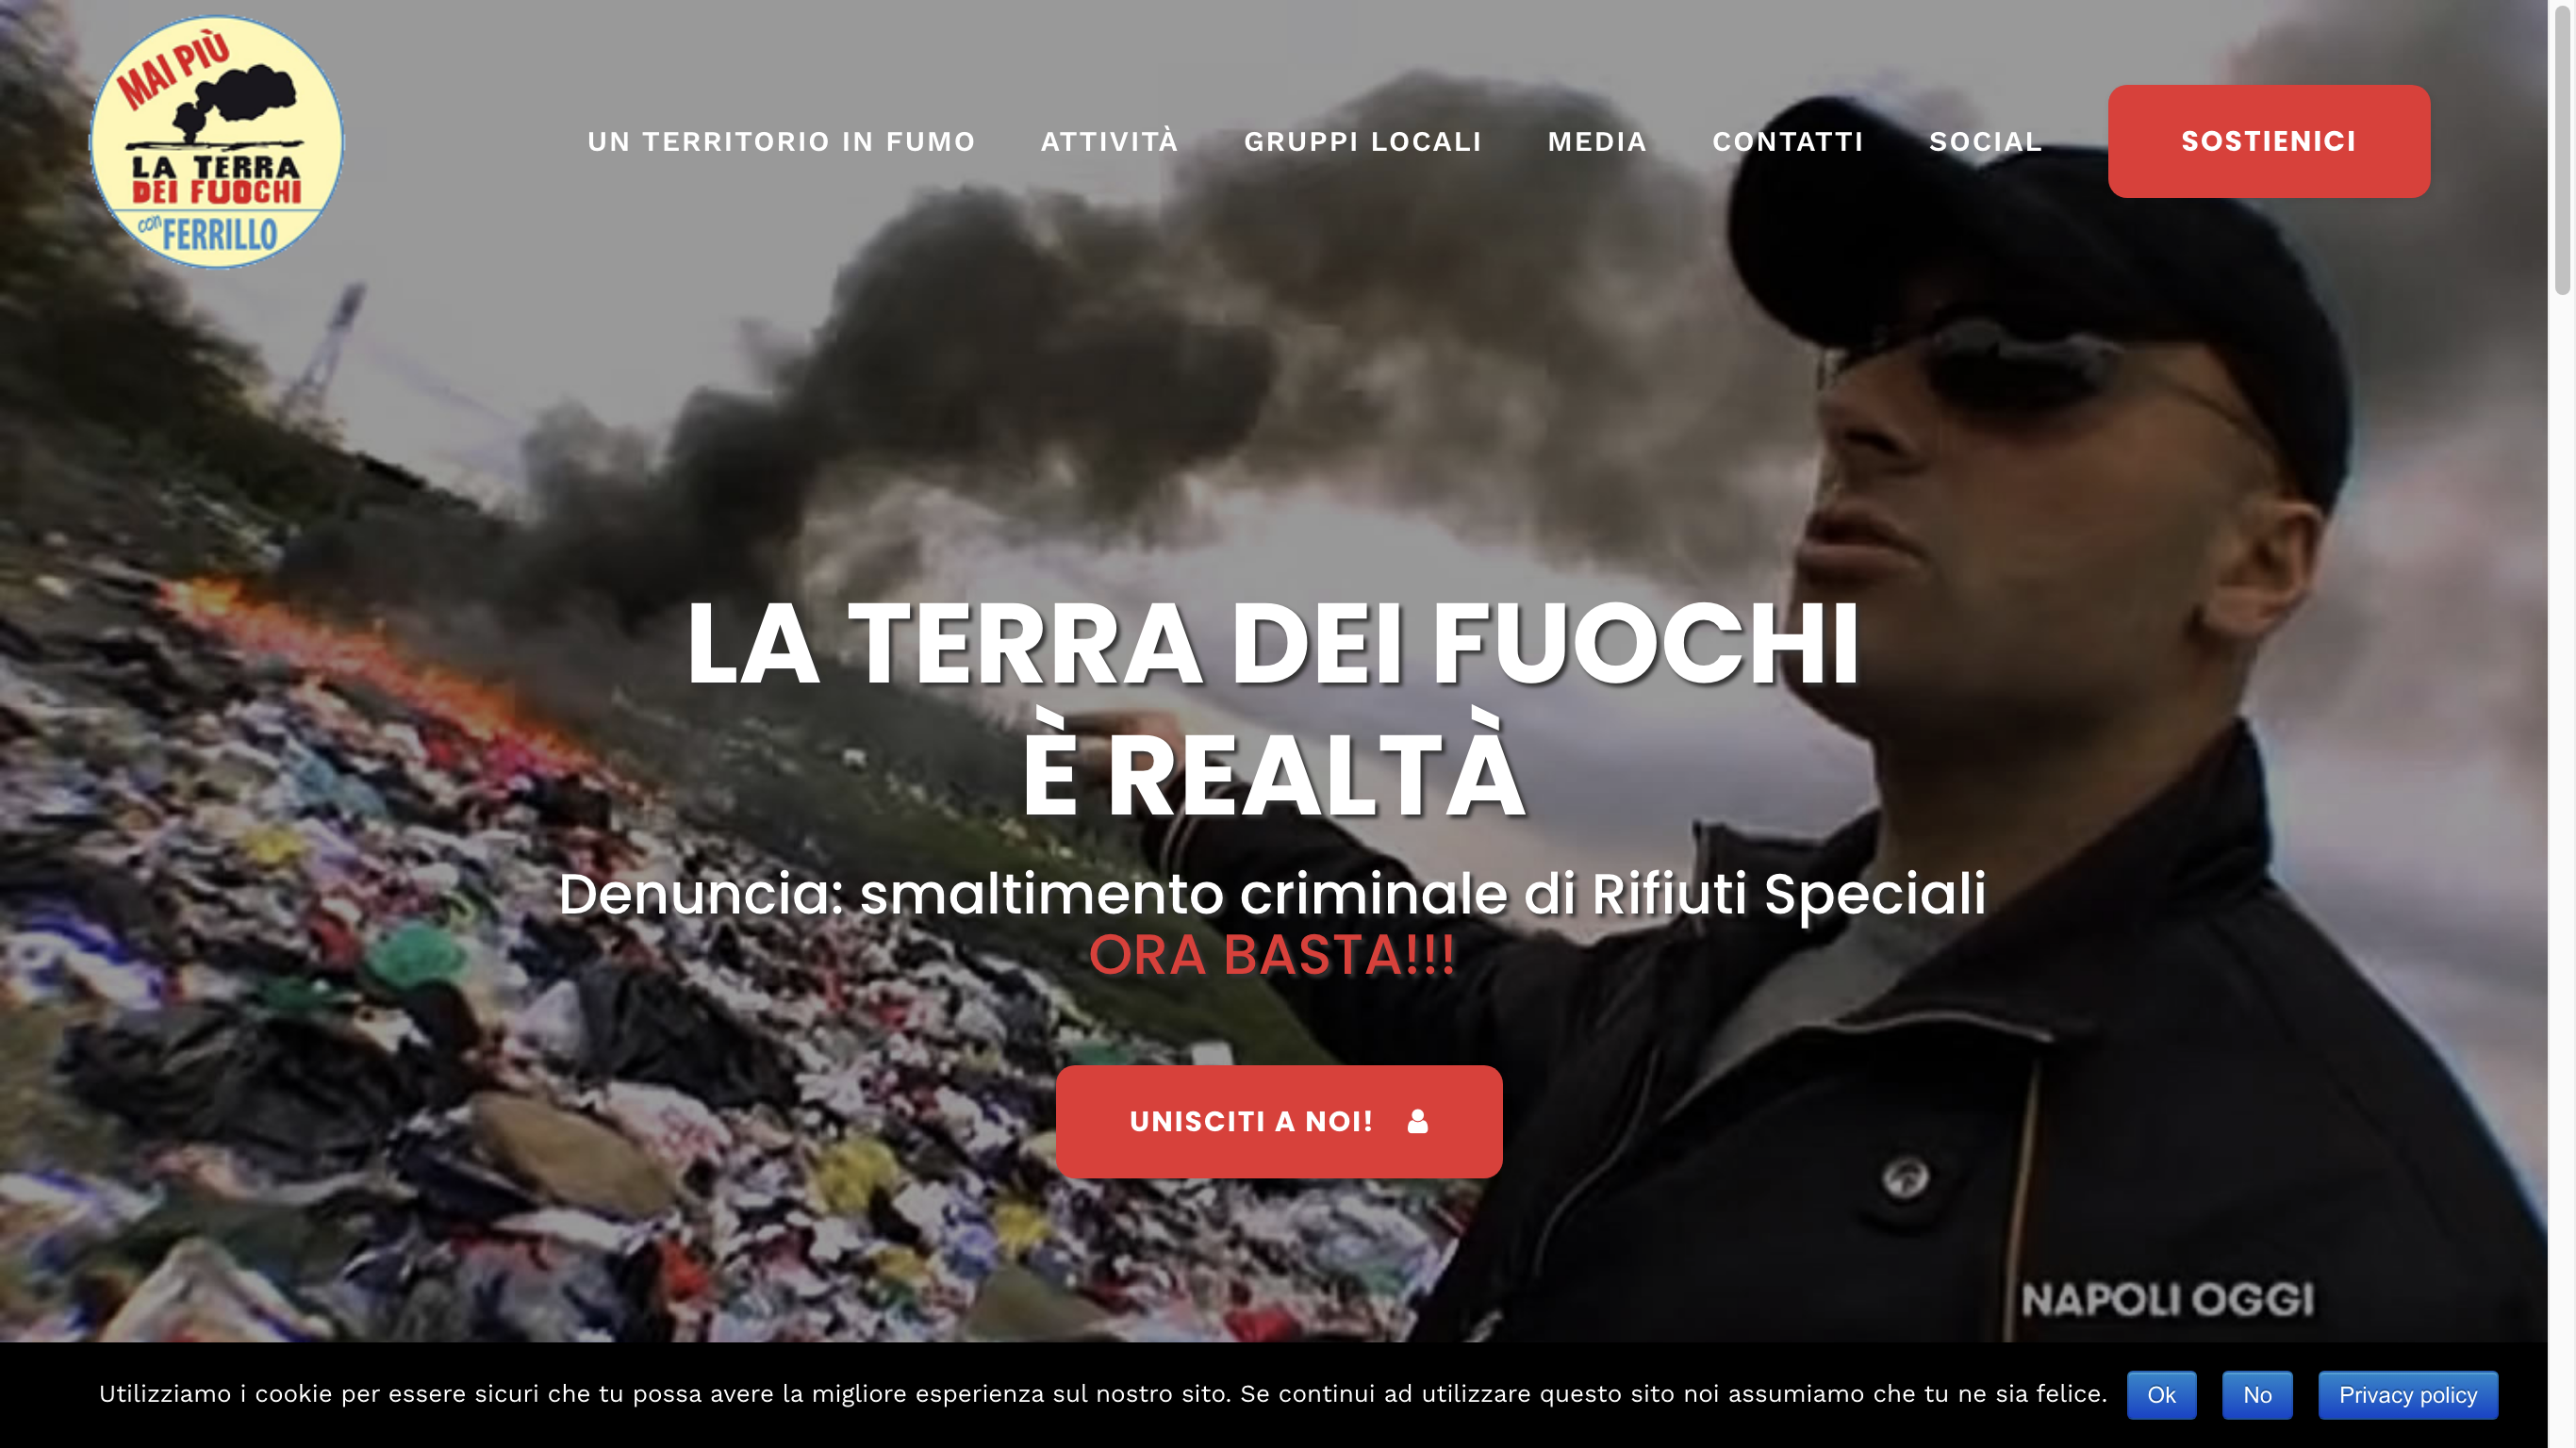 MAI PIÙ
LA TERRA
DEI FUOCHI
con FERRILLO
UN TERRITORIO IN FUMO
ATTIVITÀ
GRUPPI LOCALI
MEDIA
CONTATTI
SOCIAL
SOSTIENICI
LA TERRA DEI FUOCHI
È REALTÀ
Denuncia: smaltimento criminale di Rifiuti Speciali
ORA BASTA!!!
UNISCITI A NOI!
NAPOLI OGGI
Utilizziamo i cookie per essere sicuri che tu possa avere la migliore esperienza sul nostro sito. Se continui ad utilizzare questo sito noi assumiamo che tu ne sia felice.
Ok
No
Privacy policy